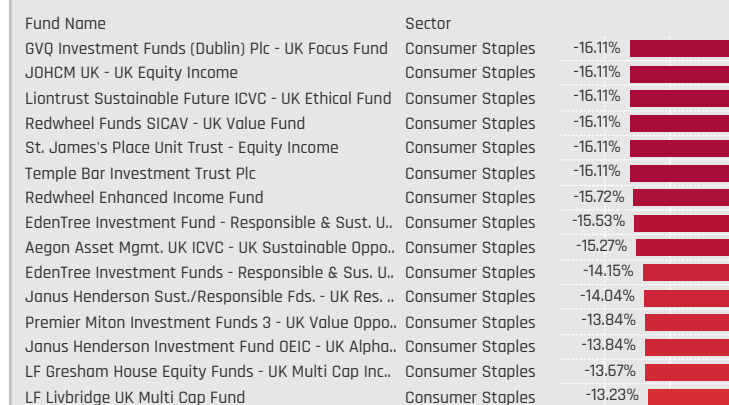 Fund Name Sector
GVQ Investment Funds (Dublin) Plc - UK Focus Fund Consumer Staples -16.11%
JOHCM UK - UK Equity Income Consumer Staples -16.11%
Liontrust Sustainable Future ICVC - UK Ethical Fund Consumer Staples -16.11%
Redwheel Funds SICAV - UK Value Fund Consumer Staples -16.11%
St. James's Place Unit Trust - Equity Income Consumer Staples -16.11%
Temple Bar Investment Trust Plc Consumer Staples -16.11%
Redwheel Enhanced Income Fund Consumer Staples -15.72%
EdenTree Investment Fund - Responsible & Sust. U.. Consumer Staples -15.53%
Aegon Asset Mgmt. UK ICVC - UK Sustainable Oppo.. Consumer Staples -15.27%
EdenTree Investment Funds - Responsible & Sus. U.. Consumer Staples -14.15%
Janus Henderson Sust./Responsible Fds. - UK Res. .. Consumer Staples -14.04%
Premier Miton Investment Funds 3 - UK Value Oppo.. Consumer Staples -13.84%
Janus Henderson Investment Fund OEIC - UK Alpha.. Consumer Staples -13.84%
LF Gresham House Equity Funds - UK Multi Cap Inc.. Consumer Staples -13.67%
LF Livbridge UK Multi Cap Fund Consumer Staples -13.23%